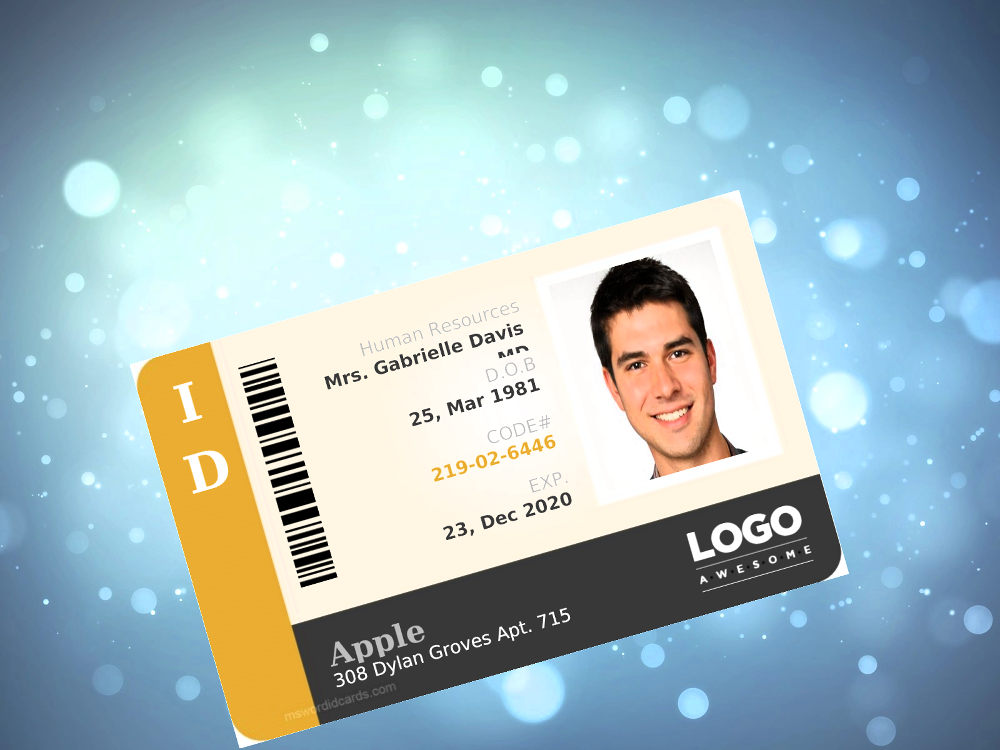 I
D
Human Resources
Mrs. Gabrielle Davis
MD
D.O.B
25, Mar 1981
CODE#
219-02-6446
EXP.
23, Dec 2020
LOGO
A·W·E·S·O·M·E
Apple
308 Dylan Groves Apt. 715
mswordidcards.com